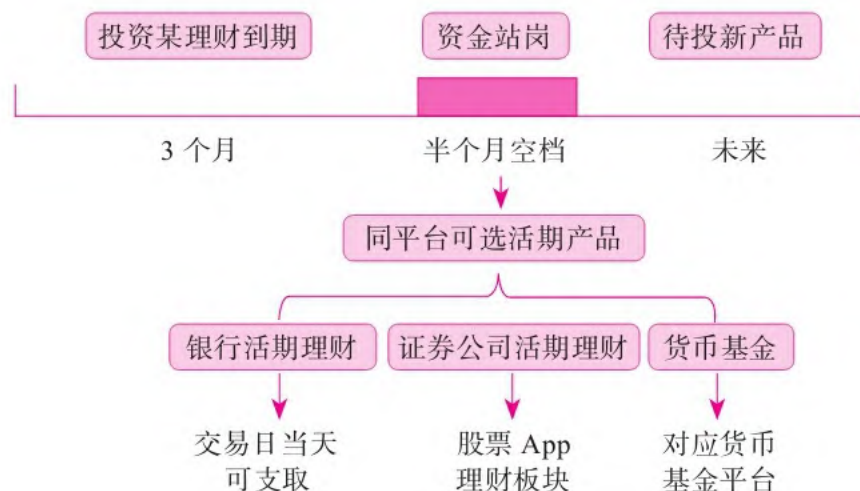 投资某理财到期 资金站岗 待投新产品
3 个月 半个月空档 未来
同平台可选活期产品
银行活期理财 证券公司活期理财 货币基金
交易日当天 股票 App 对应货币
可支取 理财板块 基金平台